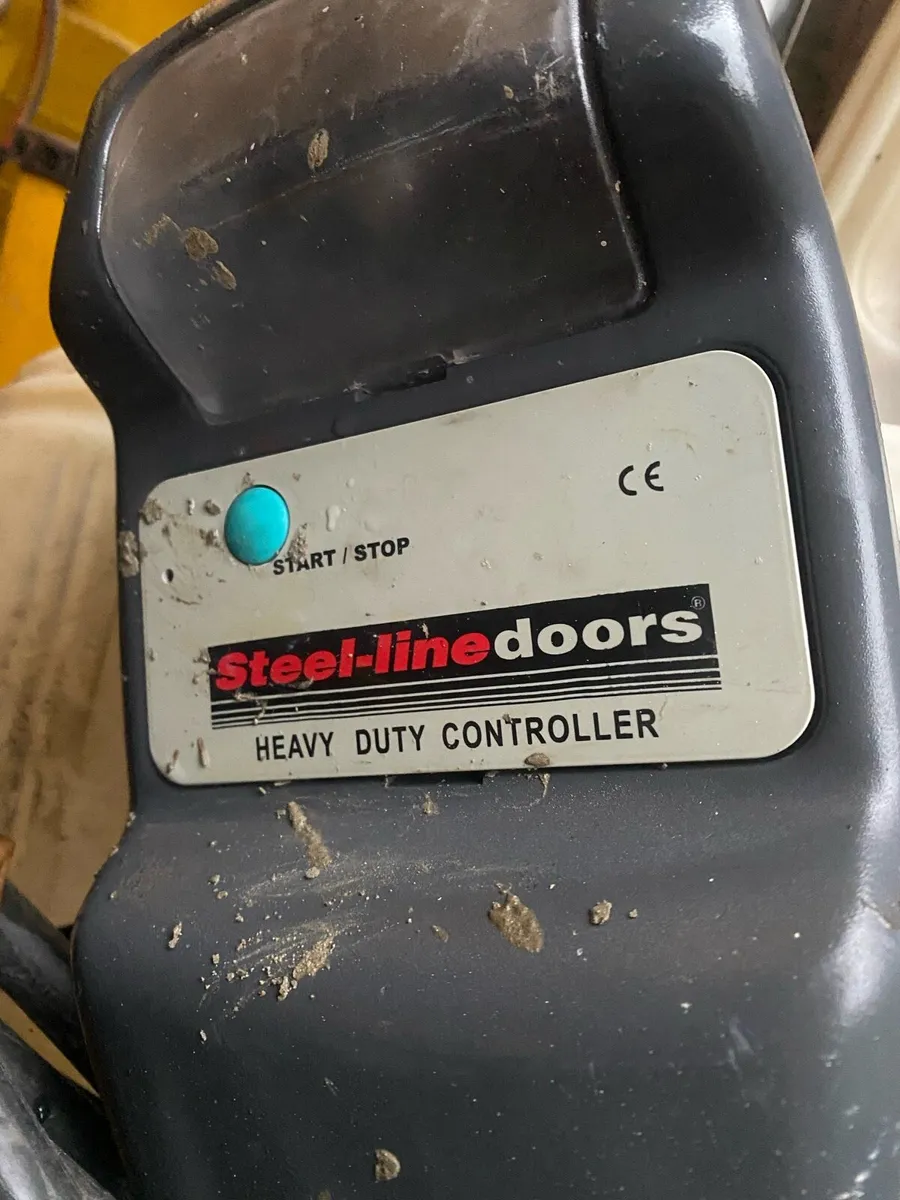 CE
START / STOP
Steel-linedoors®
HEAVY DUTY CONTROLLER